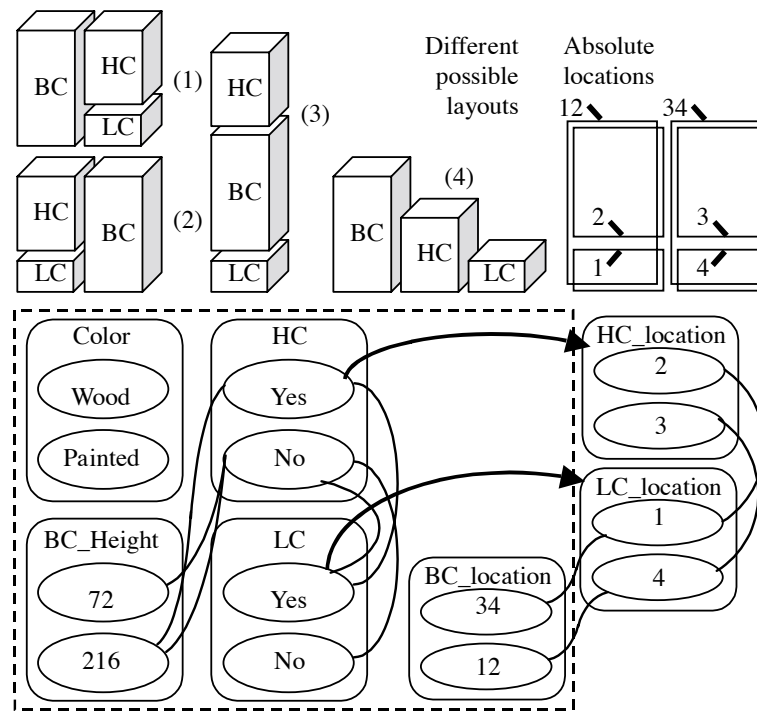 BC
HC
LC
(1)
HC
LC
BC
(2)
HC
BC
LC
(3)
BC
HC
LC
(4)
Different
possible
layouts
Absolute
locations
12
34
2
3
1
4
Color
Wood
Painted
HC
Yes
No
HC_location
2
3
BC_Height
72
216
LC
Yes
No
BC_location
34
12
LC_location
1
4